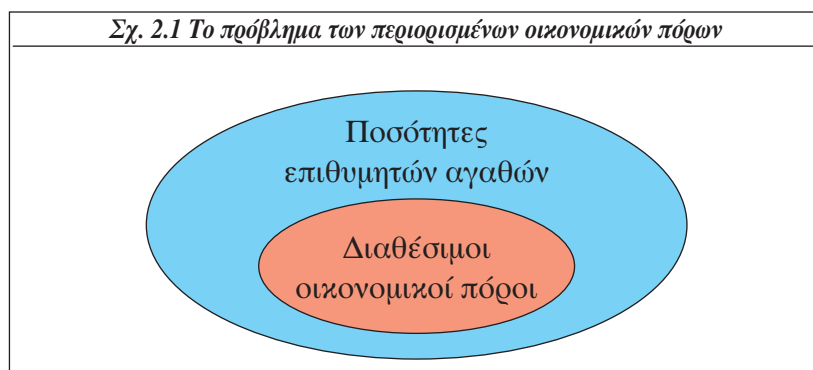 Σχ. 2.1 Το πρόβλημα των περιορισμένων οικονομικών πόρων
Ποσότητες
επιθυμητών αγαθών
Διαθέσιμοι
οικονομικοί πόροι